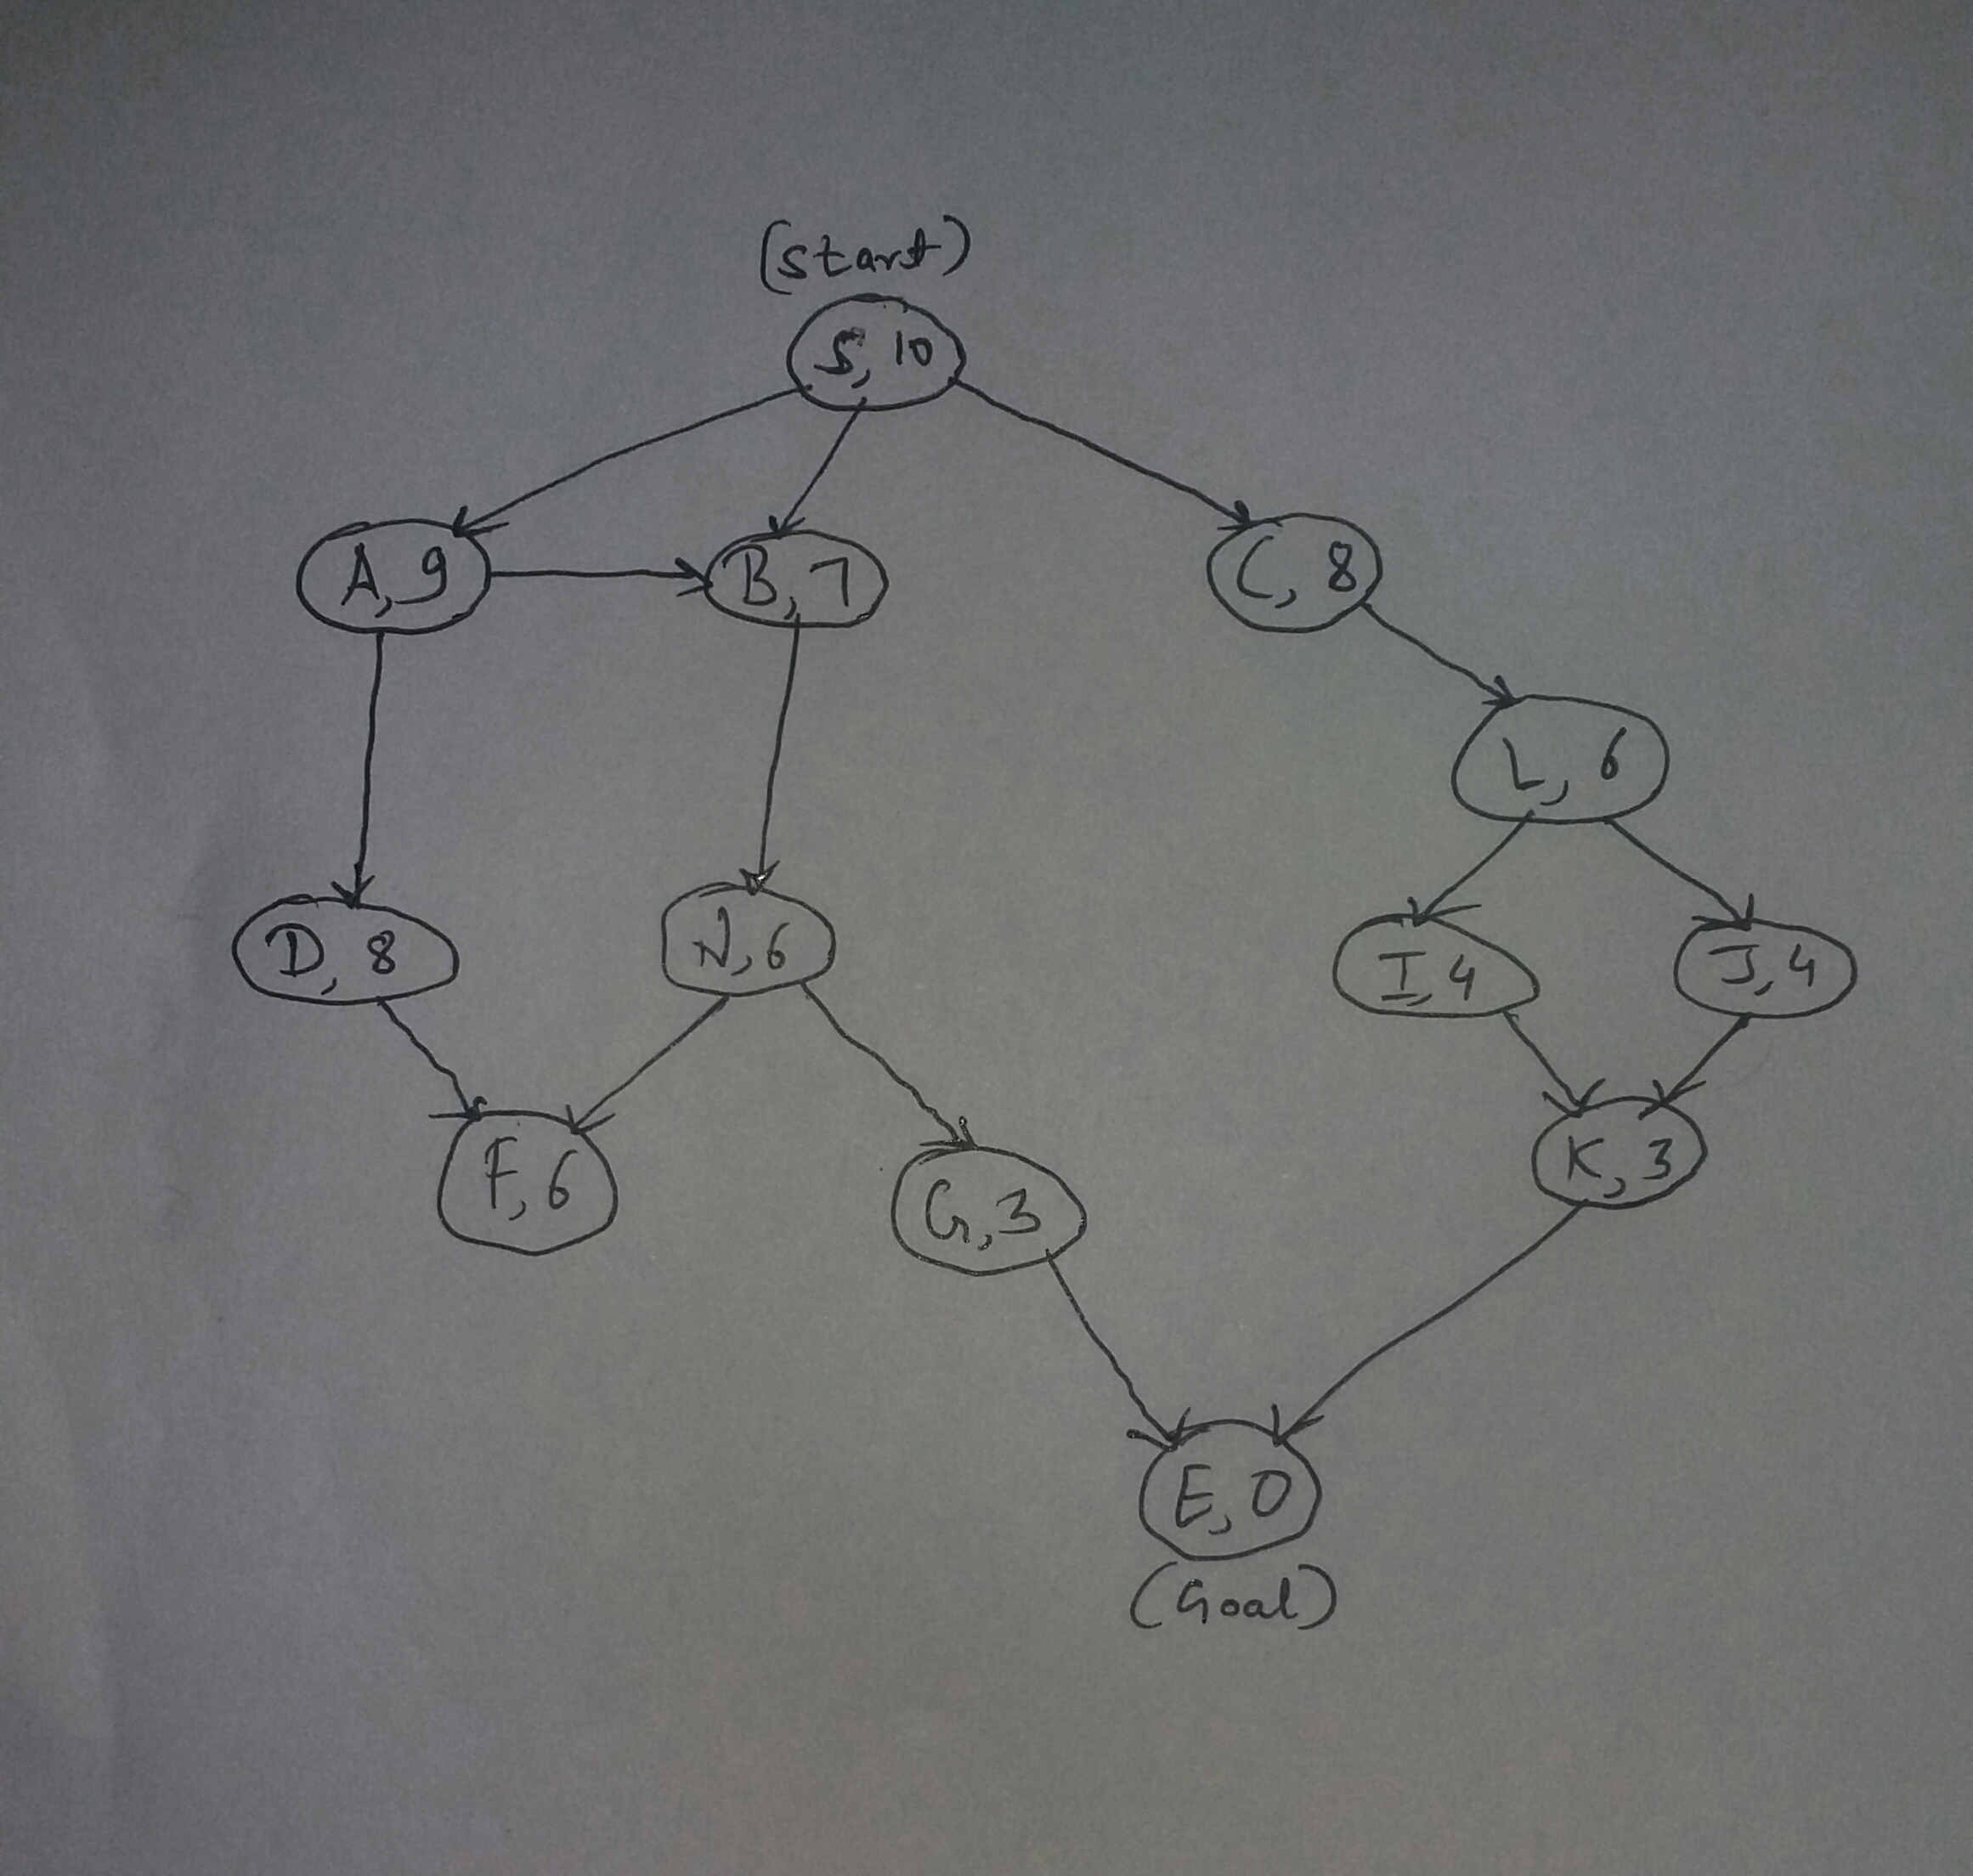 (start)
S, 10
A, 9
B, 7
C, 8
L, 6
D, 8
N, 6
I, 4
J, 4
F, 6
G, 3
K, 3
E, 0
(Goal)